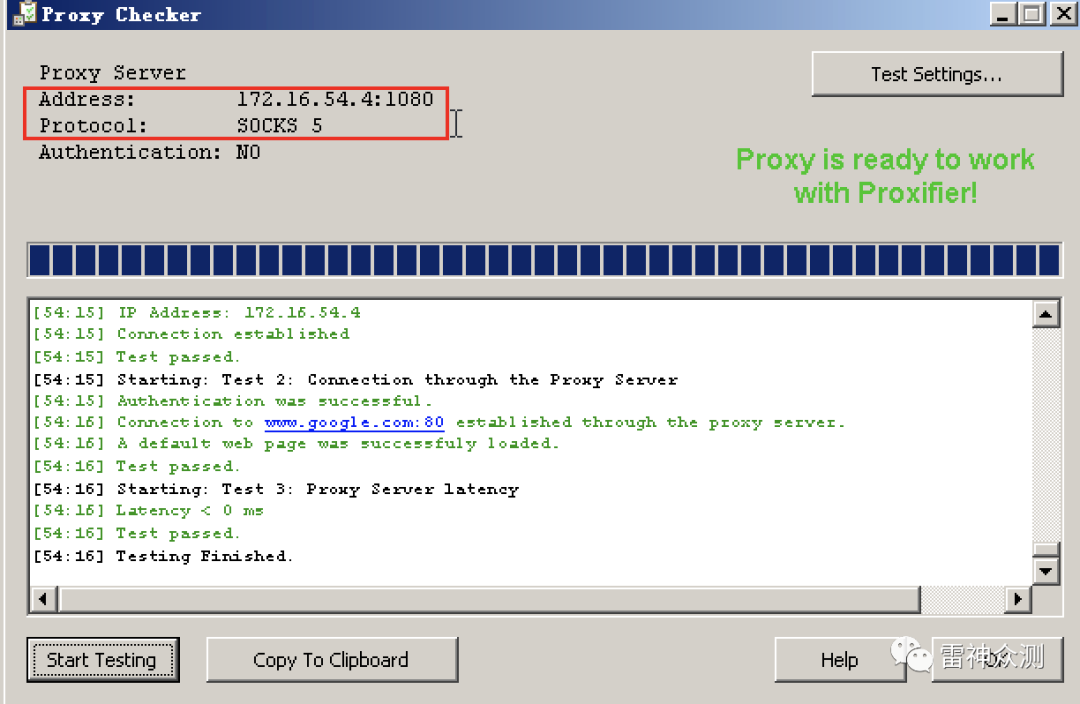 Proxy Checker
Proxy Server
Address: 172.16.54.4:1080
Protocol: SOCKS 5
Authentication: NO
Test Settings...
Proxy is ready to work
with Proxifier!
[54:15] IP Address: 172.16.54.4
[54:15] Connection established
[54:15] Test passed.
[54:15] Starting: Test 2: Connection through the Proxy Server
[54:15] Authentication was successful.
[54:16] Connection to www.google.com:80 established through the proxy server.
[54:16] A default web page was successfuly loaded.
[54:16] Test passed.
[54:16] Starting: Test 3: Proxy Server latency
[54:16] Latency < 0 ms
[54:16] Test passed.
[54:16] Testing Finished.
Start Testing
Copy To Clipboard
Help
雷神众测